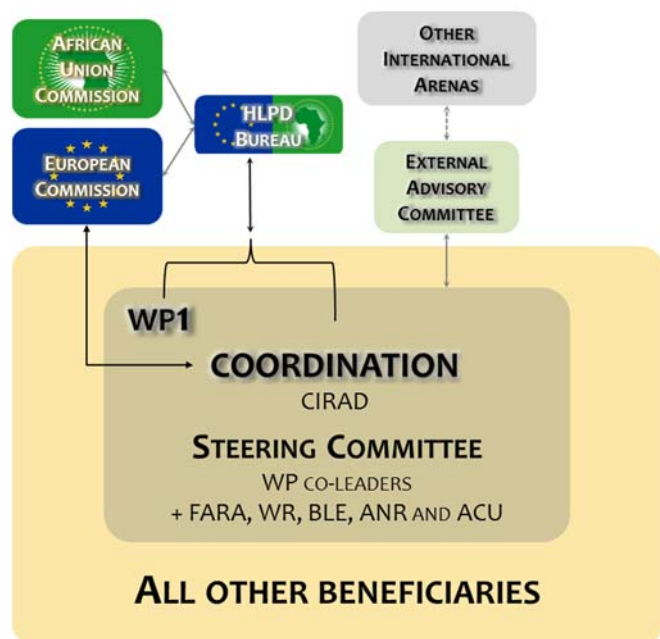 AFRICAN
UNION
COMMISSION
EUROPEAN
COMMISSION
HLPD
BUREAU
OTHER
INTERNATIONAL
ARENAS
EXTERNAL
ADVISORY
COMMITTEE
WP1
COORDINATION
CIRAD
STEERING COMMITTEE
WP CO-LEADERS
+ FARA, WR, BLE, ANR AND ACU
ALL OTHER BENEFICIARIES